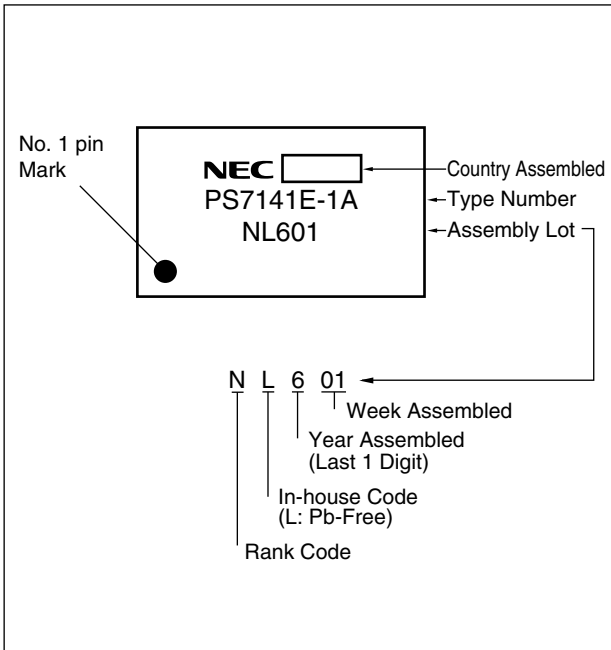 No. 1 pin
Mark
NEC
Country Assembled
PS7141E-1A
Type Number
NL601
Assembly Lot
N L 6 01
Week Assembled
Year Assembled
(Last 1 Digit)
In-house Code
(L: Pb-Free)
Rank Code